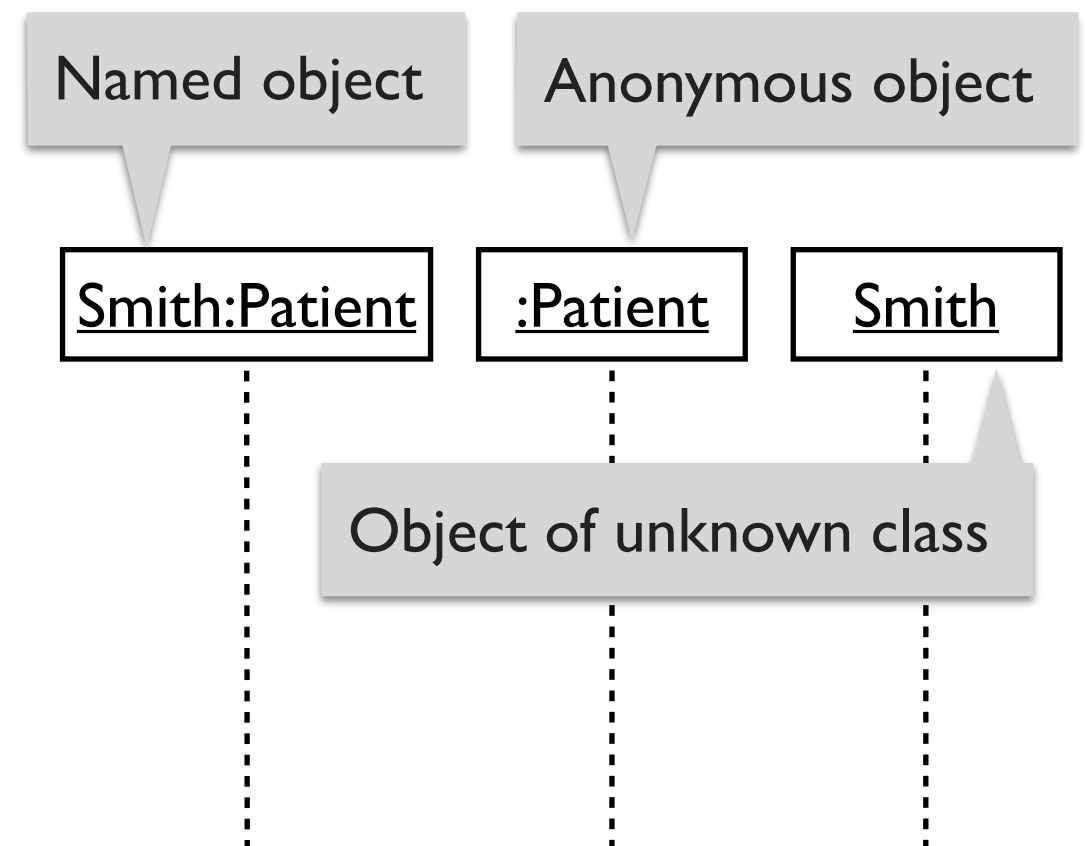 Named object
Anonymous object
Smith:Patient
:Patient
Smith
Object of unknown class